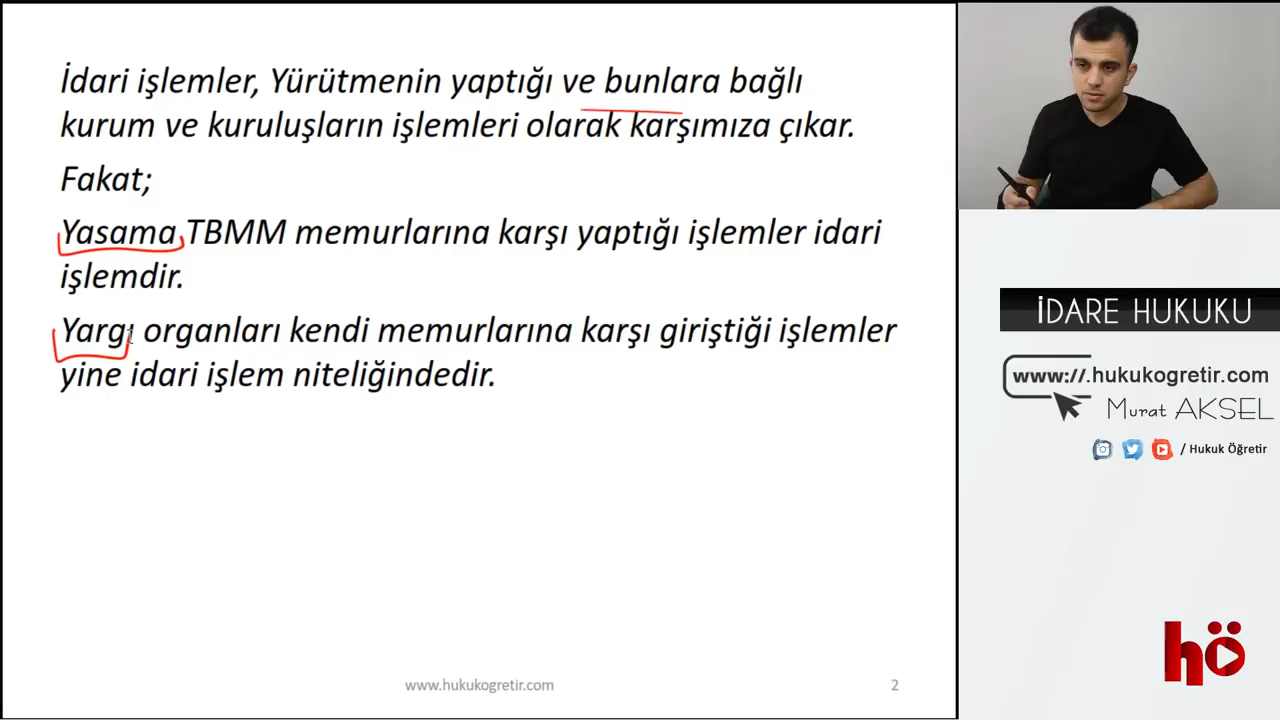 İdari işlemler, Yürütmenin yaptığı ve bunlara bağlı
kurum ve kuruluşların işlemleri olarak karşımıza çıkar.
Fakat;
Yasama TBMM memurlarına karşı yaptığı işlemler idari
işlemdir.
Yargı organları kendi memurlarına karşı giriştiği işlemler
yine idari işlem niteliğindedir.
www.hukukogretir.com
2
İDARE HUKUKU
www://.hukukogretir.com
Murat AKSEL
/ Hukuk Öğretir
hö